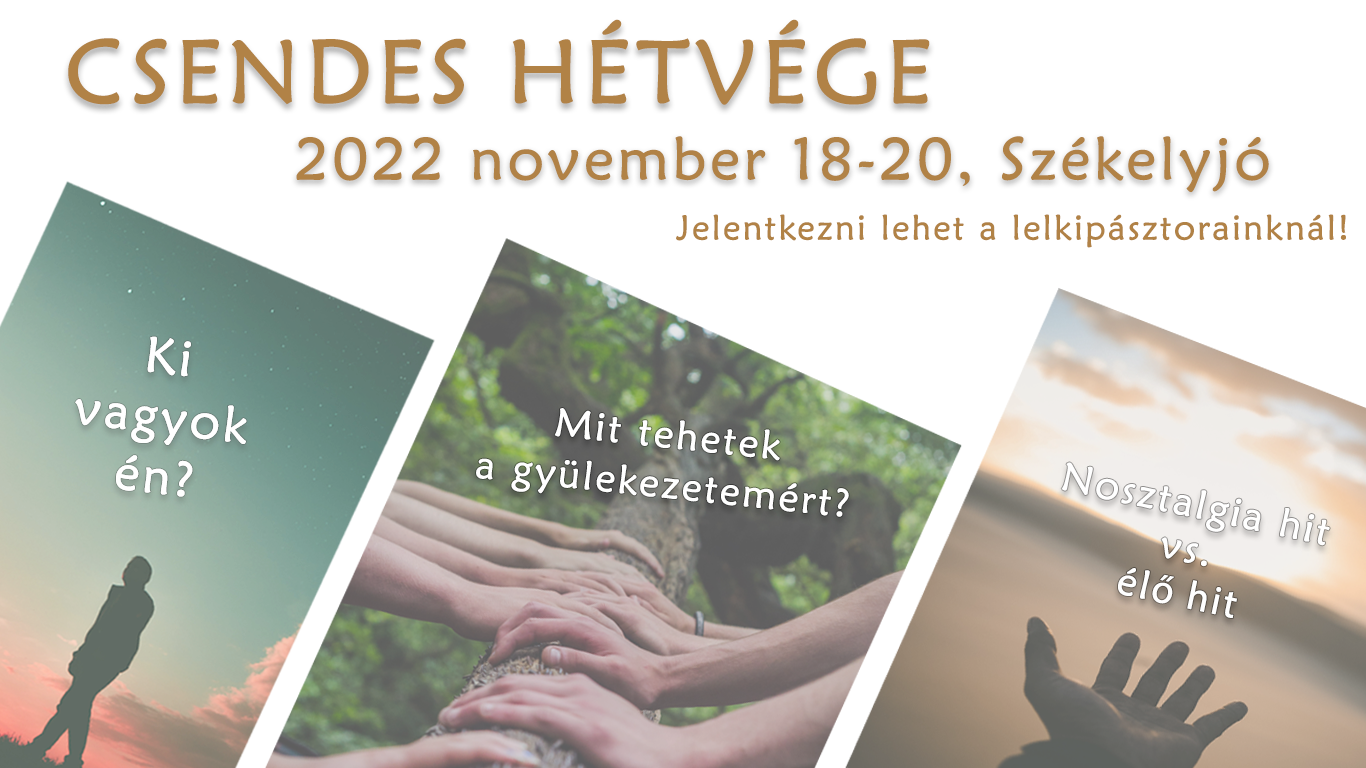 CSENDES HÉTVÉGE
2022 november 18-20, Székelyjó
Jelentkezni lehet a lelkipásztorainknál!
Ki
vagyok
én?
Mit tehetek
a gyülekezetemért?
Nosztalgia hit
vs.
élő hit